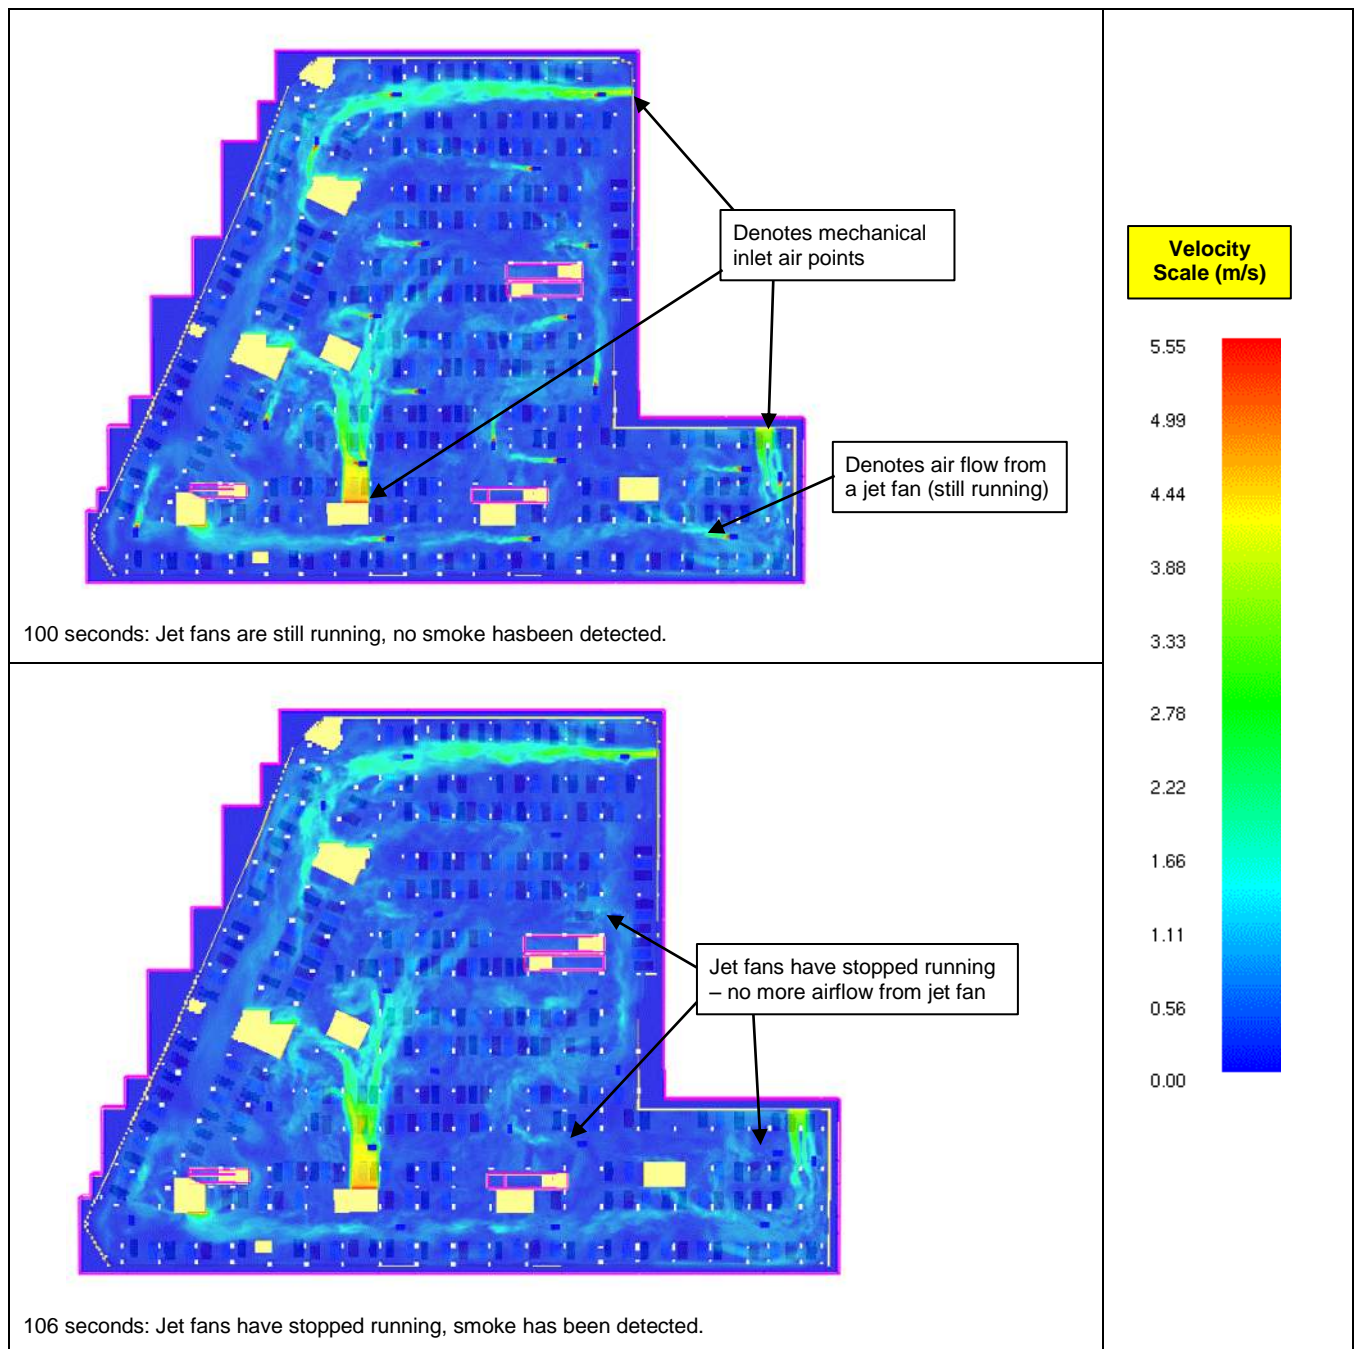 Denotes mechanical
inlet air points
Denotes air flow from
a jet fan (still running)
100 seconds: Jet fans are still running, no smoke hasbeen detected.
Jet fans have stopped running
– no more airflow from jet fan
106 seconds: Jet fans have stopped running, smoke has been detected.
Velocity
Scale (m/s)
5.55
4.99
4.44
3.88
3.33
2.78
2.22
1.66
1.11
0.56
0.00